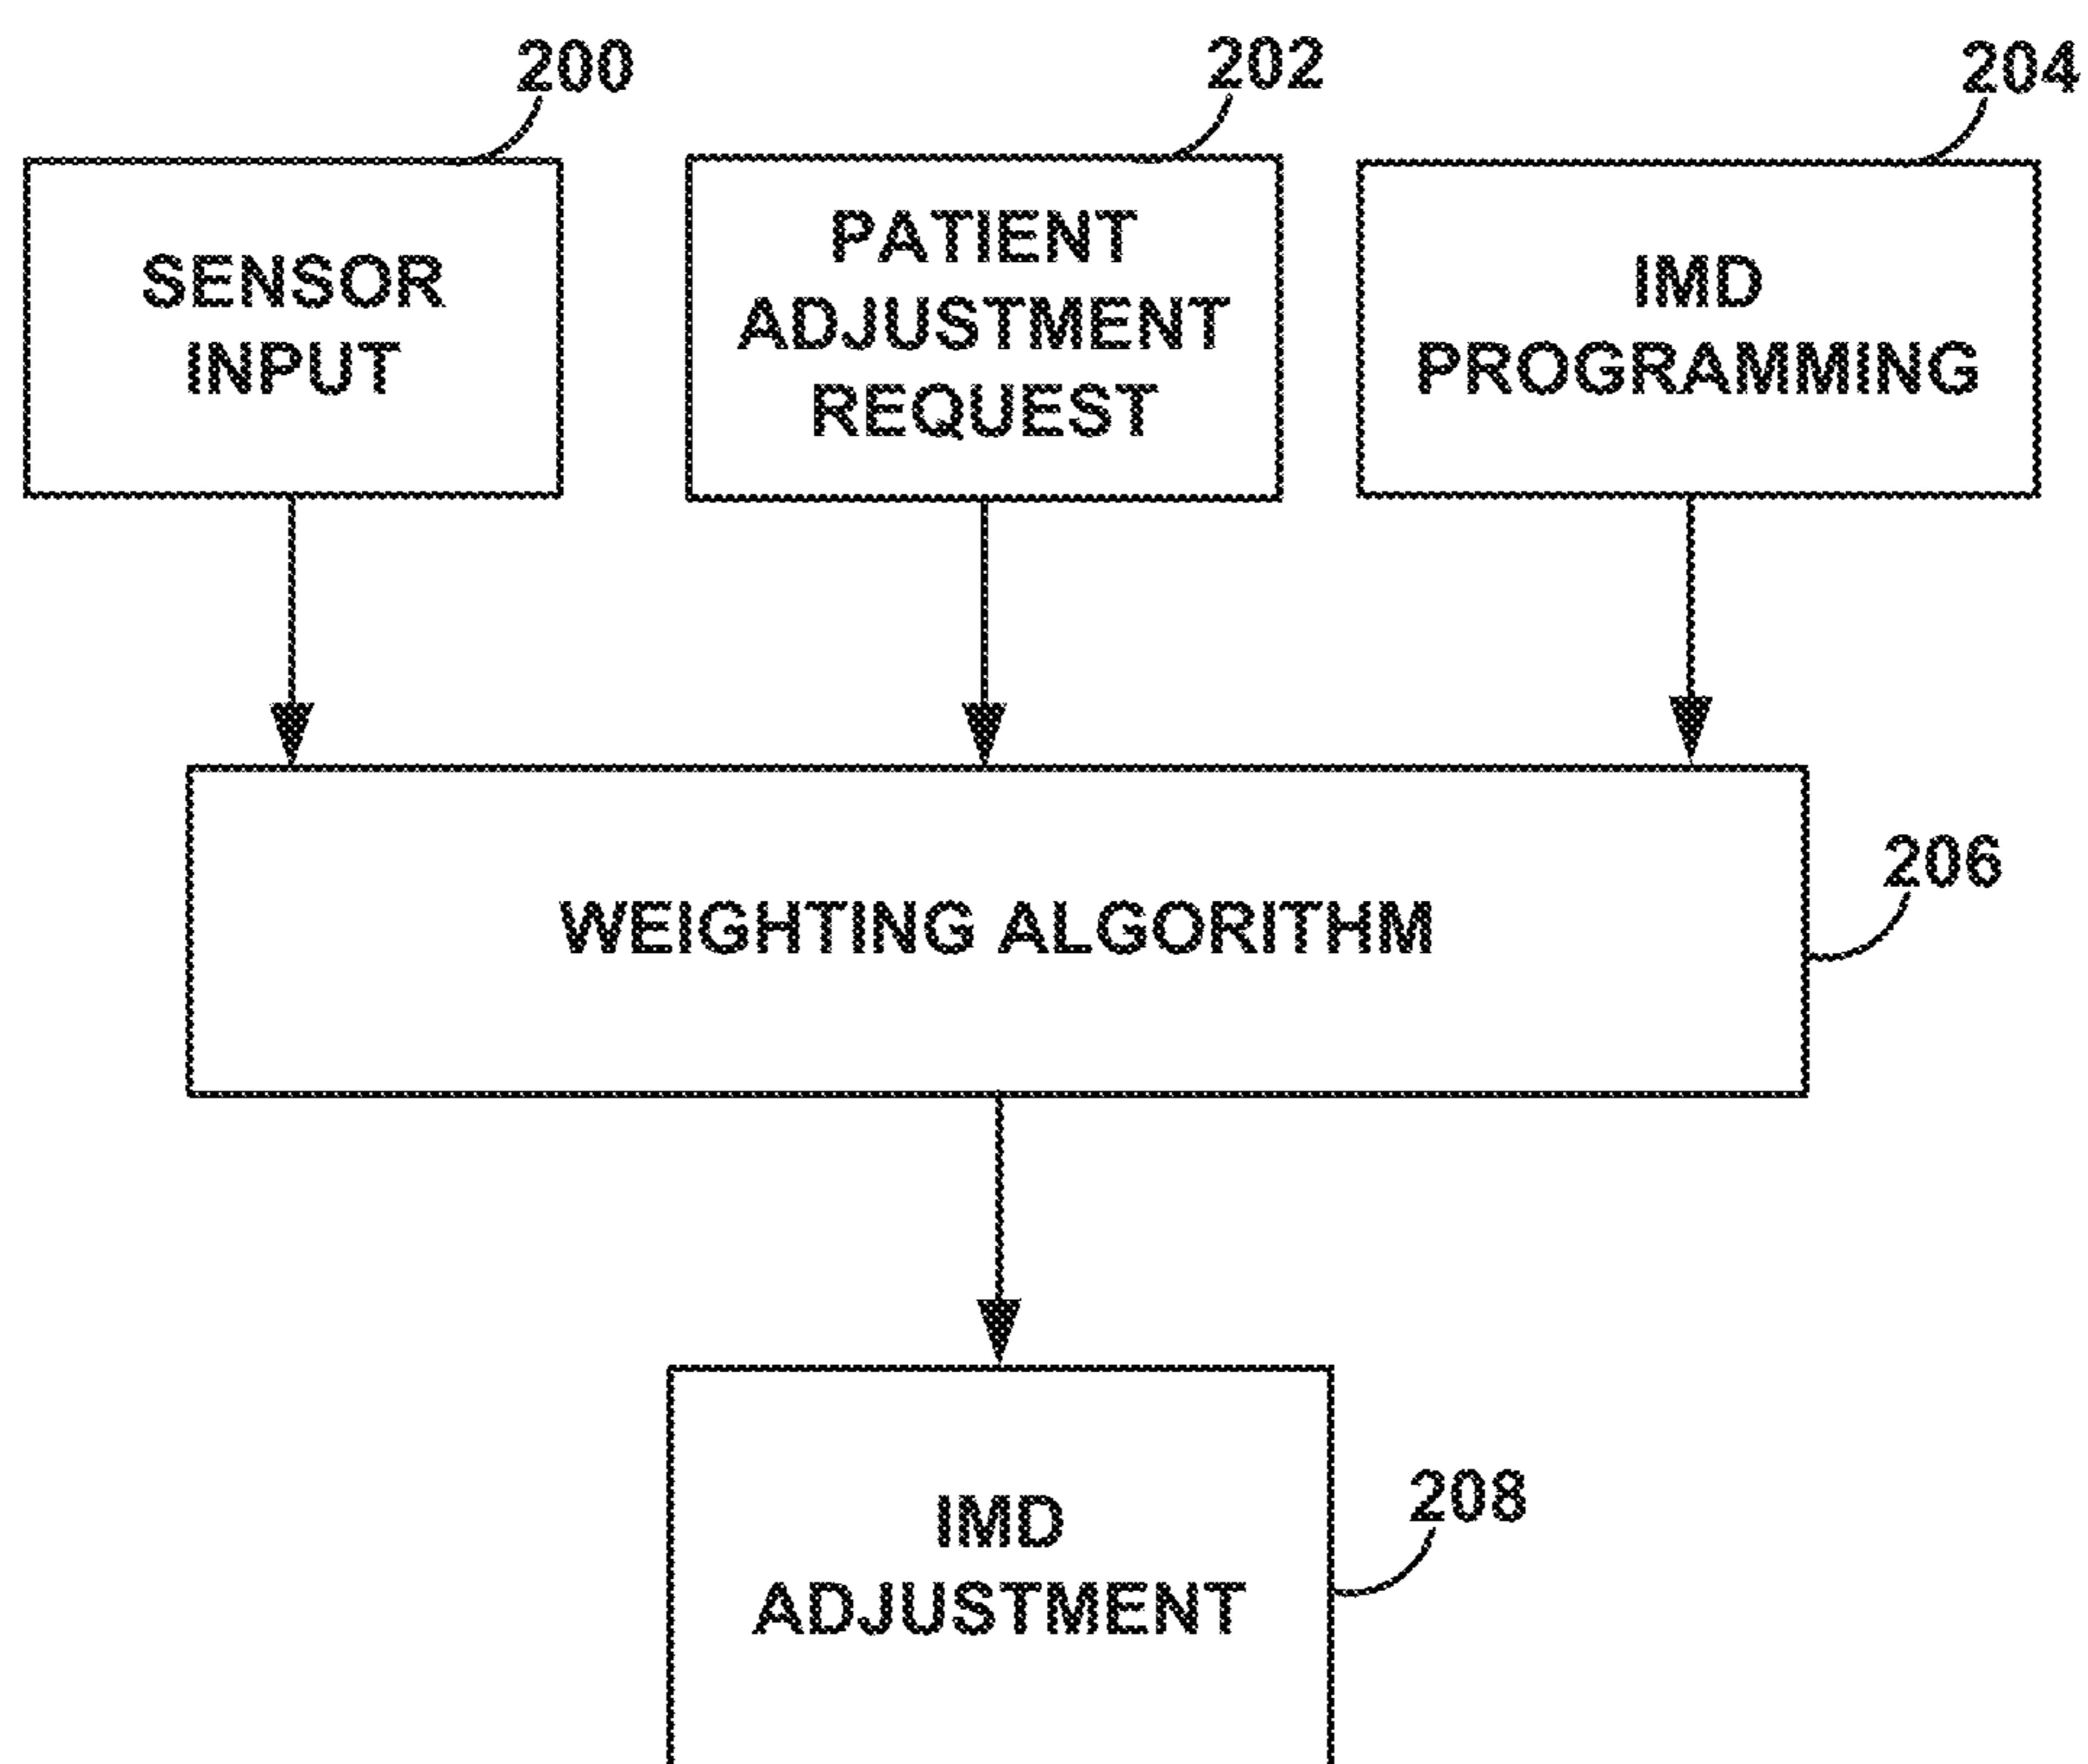 200
202
204
SENSOR
INPUT
PATIENT
ADJUSTMENT
REQUEST
IMD
PROGRAMMING
WEIGHTING ALGORITHM
206
IMD
ADJUSTMENT
208